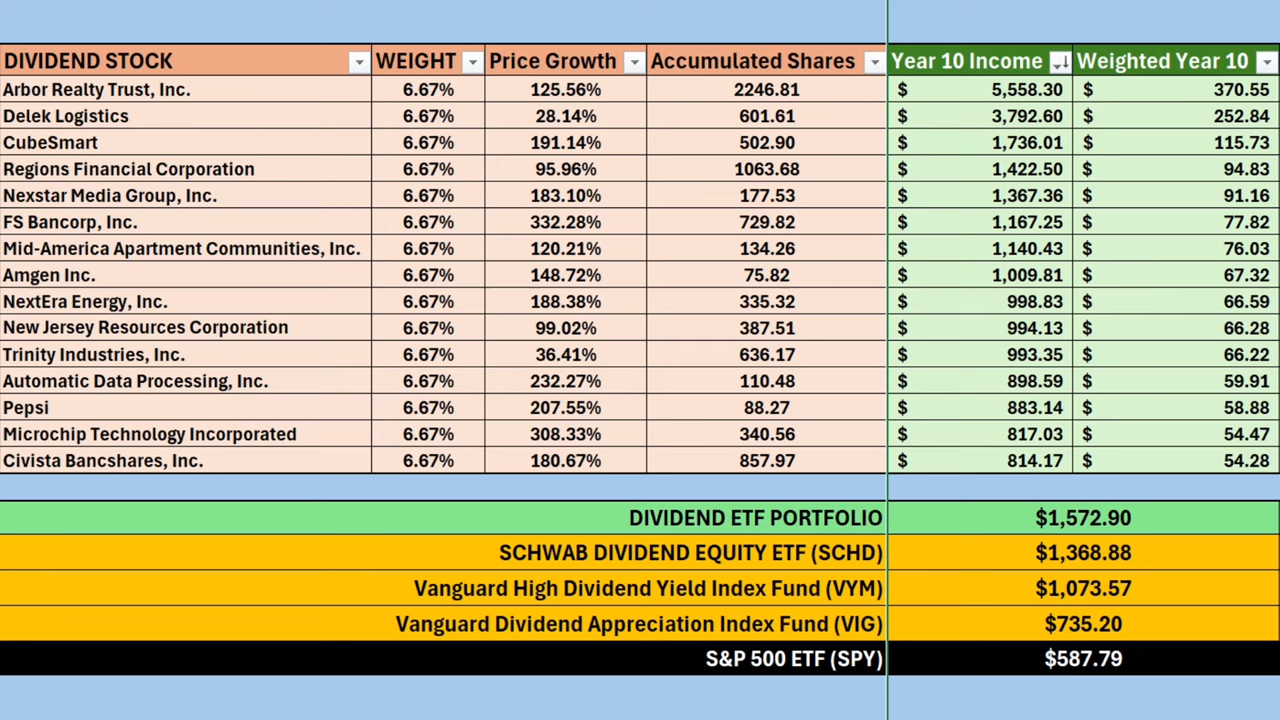 DIVIDEND STOCK WEIGHT Price Growth Accumulated Shares Year 10 Income Weighted Year 10
Arbor Realty Trust, Inc. 6.67% 125.56% 2246.81 $ 5,558.30 $ 370.55
Delek Logistics 6.67% 28.14% 601.61 $ 3,792.60 $ 252.84
CubeSmart 6.67% 191.14% 502.90 $ 1,736.01 $ 115.73
Regions Financial Corporation 6.67% 95.96% 1063.68 $ 1,422.50 $ 94.83
Nexstar Media Group, Inc. 6.67% 183.10% 177.53 $ 1,367.36 $ 91.16
FS Bancorp, Inc. 6.67% 332.28% 729.82 $ 1,167.25 $ 77.82
Mid-America Apartment Communities, Inc. 6.67% 120.21% 134.26 $ 1,140.43 $ 76.03
Amgen Inc. 6.67% 148.72% 75.82 $ 1,009.81 $ 67.32
NextEra Energy, Inc. 6.67% 188.38% 335.32 $ 998.83 $ 66.59
New Jersey Resources Corporation 6.67% 99.02% 387.51 $ 994.13 $ 66.28
Trinity Industries, Inc. 6.67% 36.41% 636.17 $ 993.35 $ 66.22
Automatic Data Processing, Inc. 6.67% 232.27% 110.48 $ 898.59 $ 59.91
Pepsi 6.67% 207.55% 88.27 $ 883.14 $ 58.88
Microchip Technology Incorporated 6.67% 308.33% 340.56 $ 817.03 $ 54.47
Civista Bancshares, Inc. 6.67% 180.67% 857.97 $ 814.17 $ 54.28
DIVIDEND ETF PORTFOLIO $1,572.90
SCHWAB DIVIDEND EQUITY ETF (SCHD) $1,368.88
Vanguard High Dividend Yield Index Fund (VYM) $1,073.57
Vanguard Dividend Appreciation Index Fund (VIG) $735.20
S&P 500 ETF (SPY) $587.79